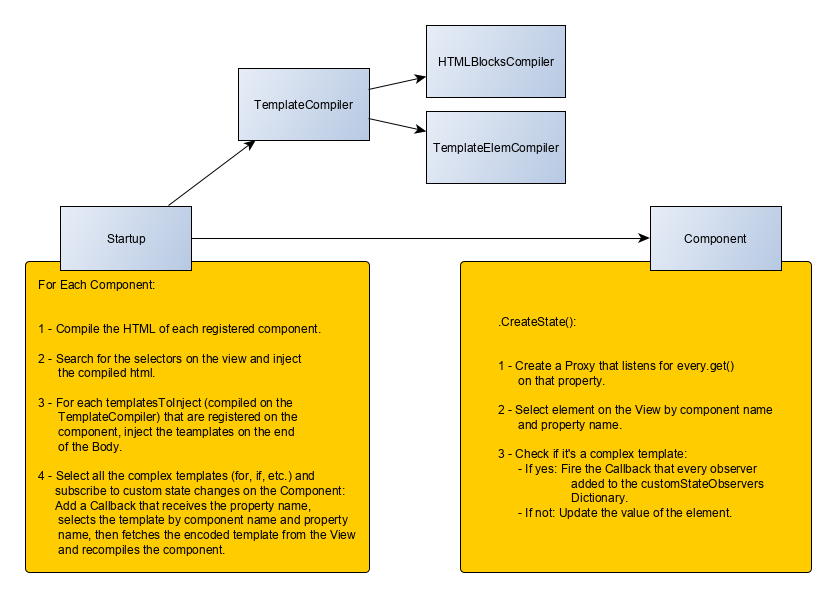 HTMLBlocksCompiler
TemplateCompiler
TemplateElemCompiler
Startup
Component
For Each Component:
1 - Compile the HTML of each registered component.
2 - Search for the selectors on the view and inject
the compiled html.
3 - For each templatesToInject (compiled on the
TemplateCompiler) that are registered on the
component, inject the teamplates on the end
of the Body.
4 - Select all the complex templates (for, if, etc.) and
subscribe to custom state changes on the Component:
Add a Callback that receives the property name,
selects the template by component name and property
name, then fetches the encoded template from the View
and recompiles the component.
.CreateState():
1 - Create a Proxy that listens for every.get()
on that property.
2 - Select element on the View by component name
and property name.
3 - Check if it's a complex template:
- If yes: Fire the Callback that every observer
added to the customStateObservers
Dictionary.
- If not: Update the value of the element.